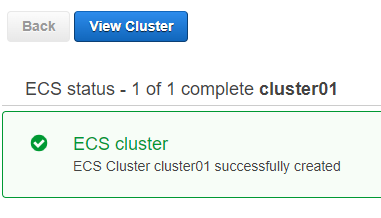 Back View Cluster
ECS status - 1 of 1 complete cluster01
ECS cluster
ECS Cluster cluster01 successfully created